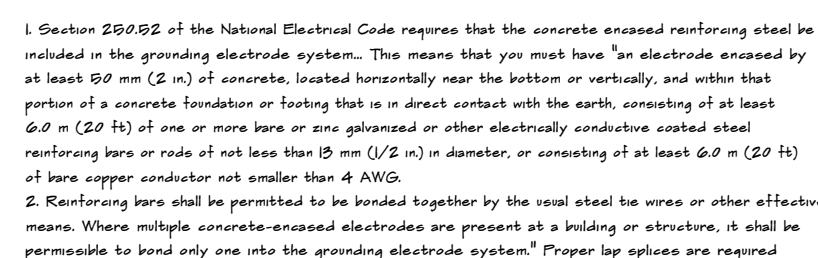 1. Section 250.52 of the National Electrical Code requires that the concrete encased reinforcing steel be
included in the grounding electrode system... This means that you must have "an electrode encased by
at least 50 mm (2 in.) of concrete, located horizontally near the bottom or vertically, and within that
portion of a concrete foundation or footing that is in direct contact with the earth, consisting of at least
6.0 m (20 ft) of one or more bare or zinc galvanized or other electrically conductive coated steel
reinforcing bars or rods of not less than 13 mm (1/2 in.) in diameter, or consisting of at least 6.0 m (20 ft)
of bare copper conductor not smaller than 4 AWG.
2. Reinforcing bars shall be permitted to be bonded together by the usual steel tie wires or other effectiv
means. Where multiple concrete-encased electrodes are present at a building or structure, it shall be
permissible to bond only one into the grounding electrode system." Proper lap splices are required